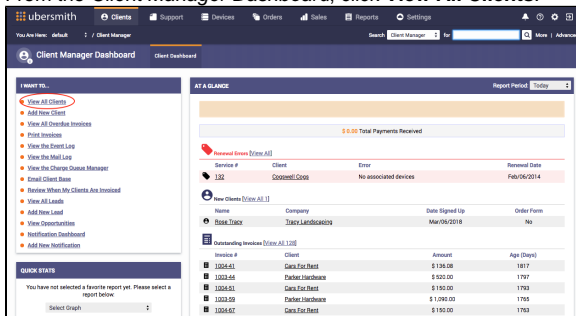 From the Client Manager Dashboard, click View All Clients.
ubersmith Clients Support Devices Orders Sales Reports Settings
You Are Here: default / Client Manager Search Client Manager for More | Advance
Client Manager Dashboard Client Dashboard
I WANT TO...
View All Clients
Add New Client
View All Overdue Invoices
Print Invoices
View the Event Log
View the Mail Log
View the Charge Queue Manager
Email Client Base
Review When My Clients Are Invoiced
View All Leads
Add New Lead
View Opportunities
Notification Dashboard
Add New Notification
QUICK STATS
You have not selected a favorite report yet. Please select a
report below.
Select Graph
AT A GLANCE Report Period: Today
$ 0.00 Total Payments Received
Renewal Errors [View All]
Service # Client Error Renewal Date
132 Cogswell Cogs No associated devices Feb/06/2014
New Clients [View All 1]
Name Company Date Signed Up Order Form
Rose Tracy Tracy Landscaping Mar/06/2018 No
Outstanding Invoices [View All 128]
Invoice # Client Amount Age (Days)
1004-41 Cars For Rent $ 136.08 1817
1003-44 Parker Hardware $ 520.00 1797
1004-51 Cars For Rent $ 150.00 1793
1003-59 Parker Hardware $ 1,090.00 1765
1004-67 Cars For Rent $ 150.00 1763